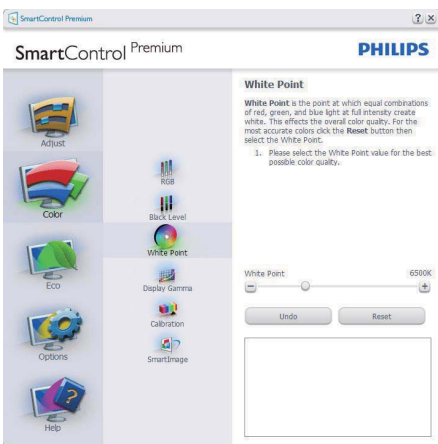 SmartControl Premium
SmartControl Premium
PHILIPS
Adjust
Color
Eco
Options
Help
RGB
Black Level
White Point
Display Gamma
Calibration
SmartImage
White Point
White Point is the point at which equal combinations
of red, green, and blue light at full intensity create
white. This effects the overall color quality. For the
most accurate colors click the Reset button then
select the White Point.
1. Please select the White Point value for the best
possible color quality.
White Point 6500K
Undo Reset